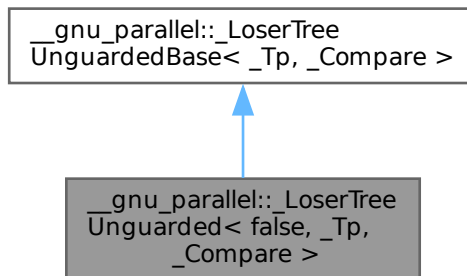 __gnu_parallel::_LoserTree
UnguardedBase< _Tp, _Compare >
__gnu_parallel::_LoserTree
Unguarded< false, _Tp,
_Compare >